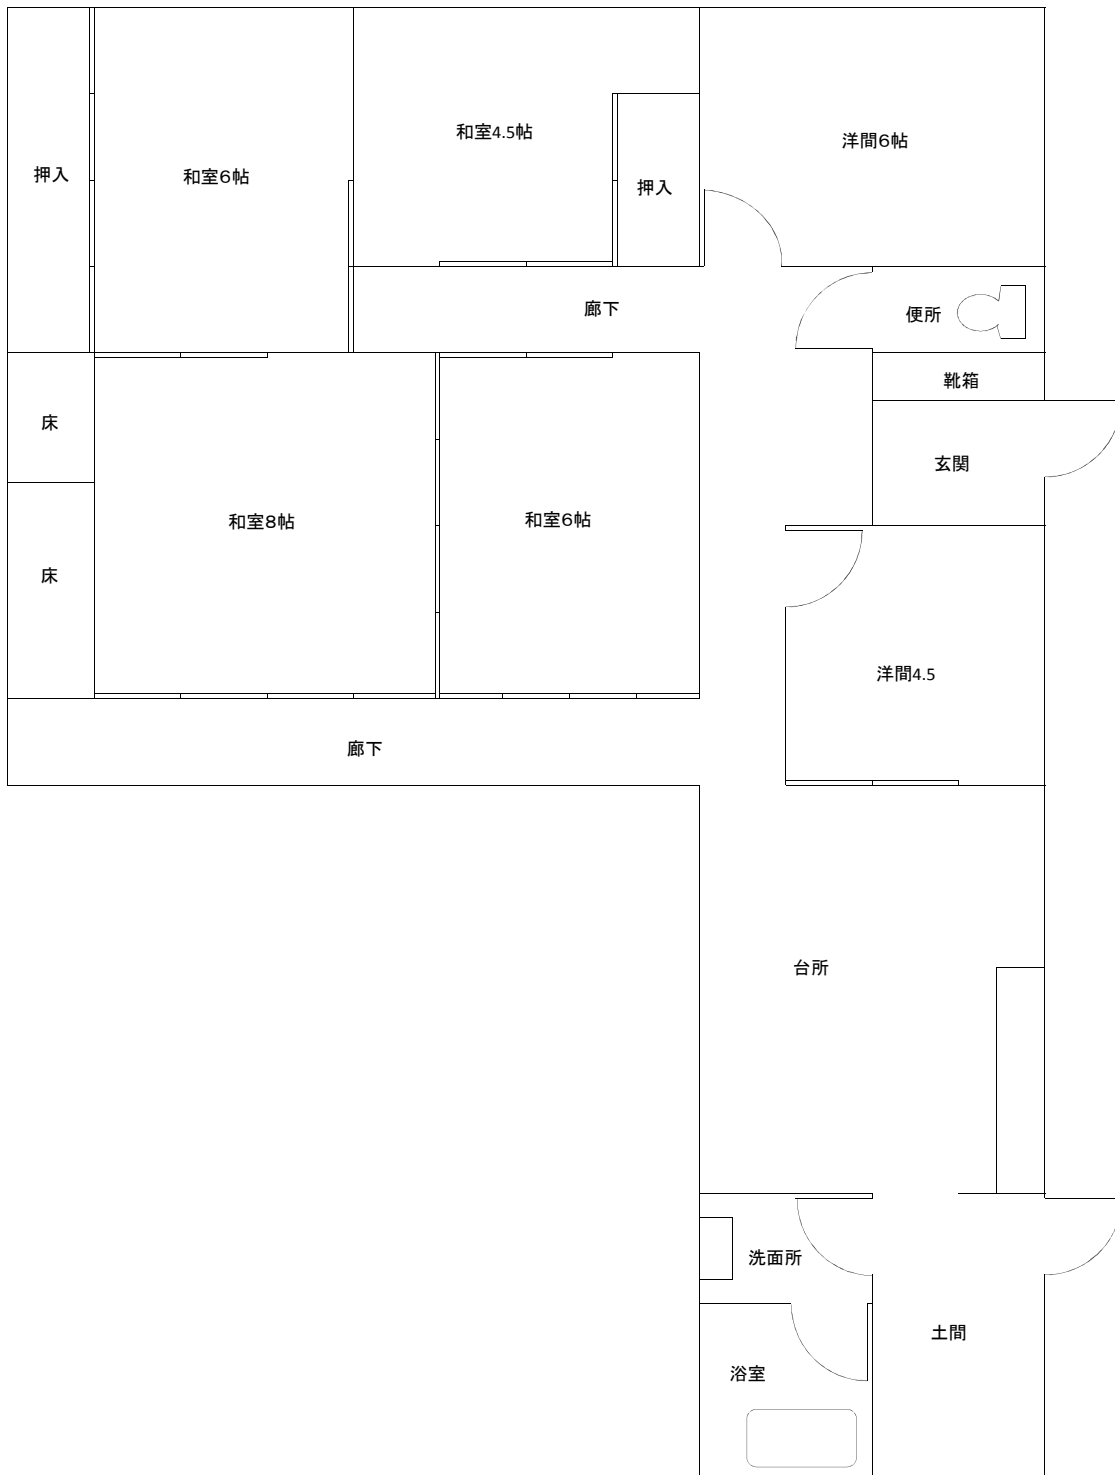 和室4.5帖
洋間6帖
押入
和室6帖
押入
廊下
便所
靴箱
床
玄関
和室8帖
和室6帖
床
洋間4.5
廊下
台所
洗面所
土間
浴室